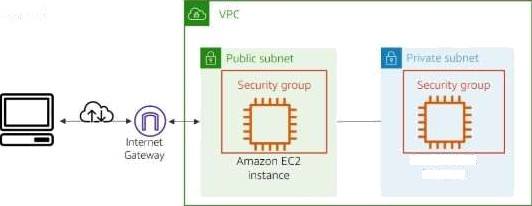 VPC
Public subnet
Private subnet
Security group
Security group
Internet
Gateway
Amazon EC2
instance